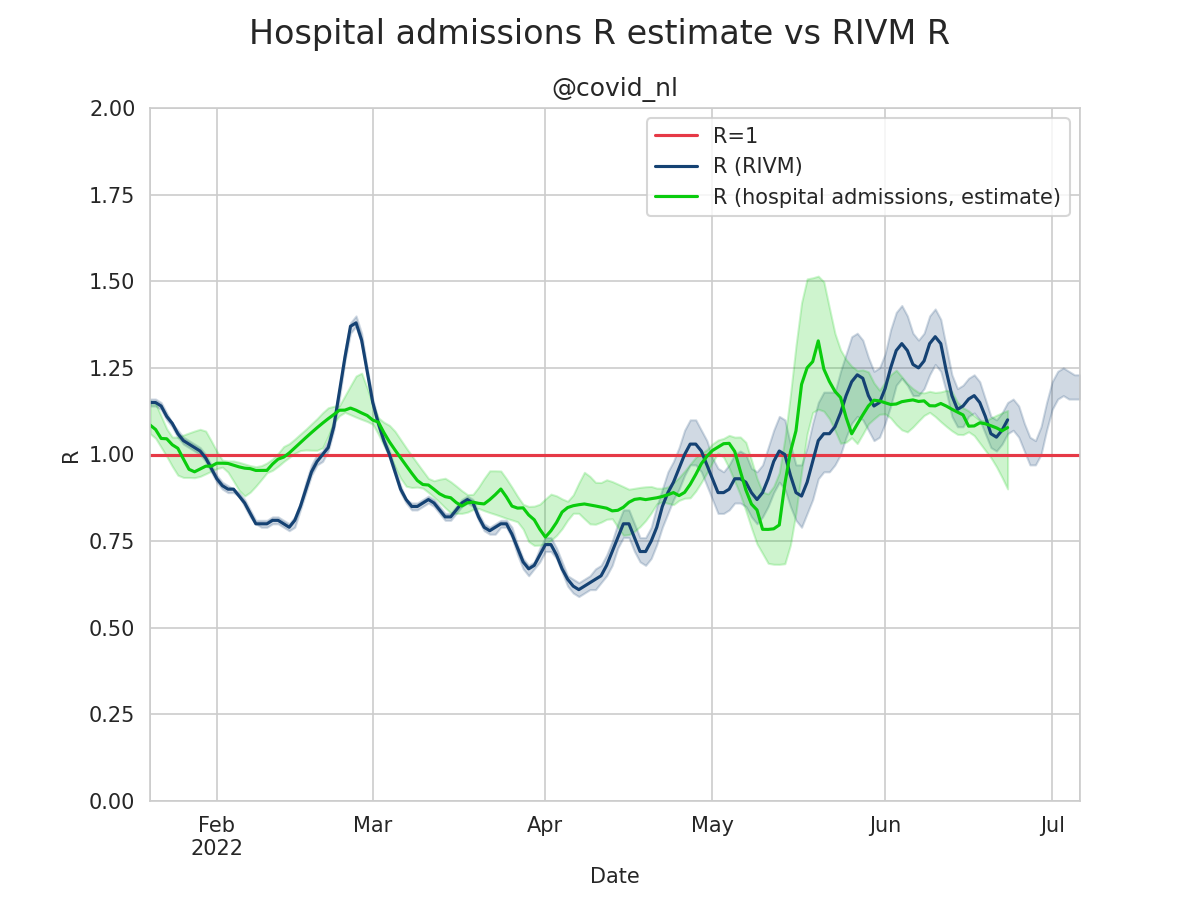 Hospital admissions R estimate vs RIVM R
@covid_nl
R=1
R (RIVM)
R (hospital admissions, estimate)
2.00
1.75
1.50
1.25
1.00
0.75
0.50
0.25
0.00
R
Feb
2022
Mar
Apr
May
Jun
Jul
Date